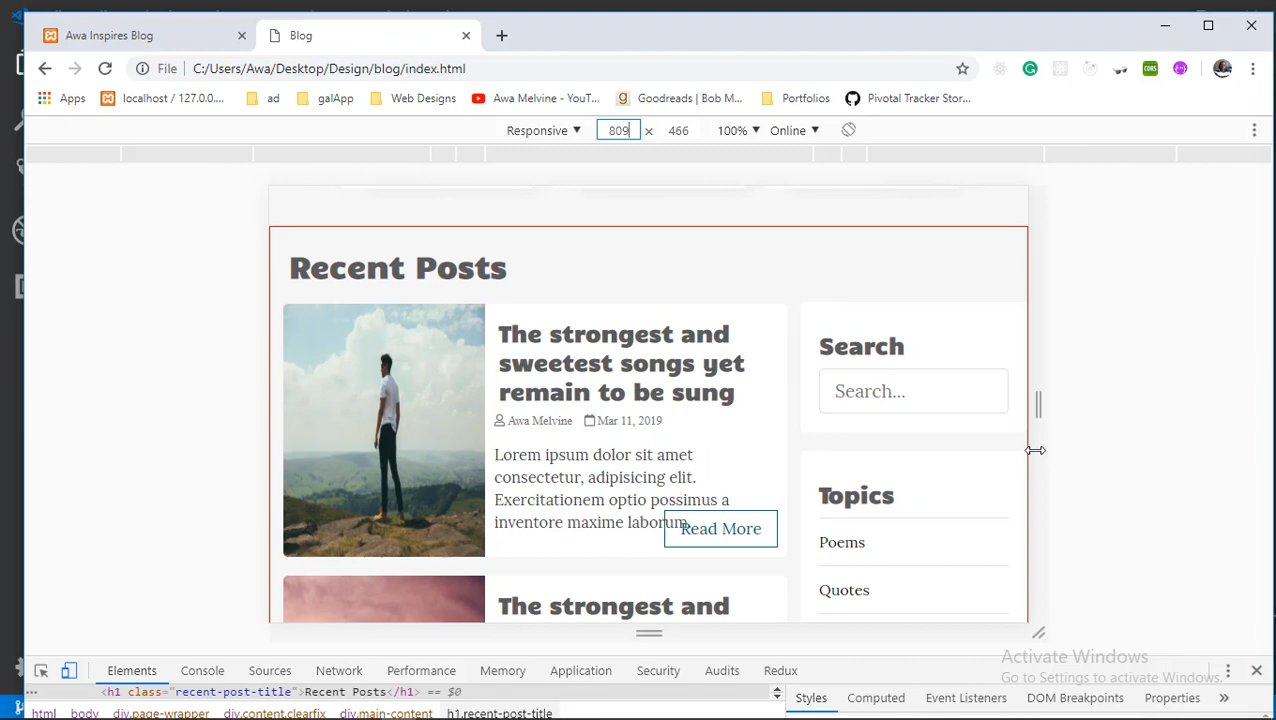 Awa Inspires Blog
Blog
File C:/Users/Awa/Desktop/Design/blog/index.html
Apps localhost / 127.0.0.... ad galApp Web Designs Awa Melvine - YouT... Goodreads | Bob M... Portfolios Pivotal Tracker Stor...
Responsive 809 × 466 100% Online
Recent Posts
The strongest and
sweetest songs yet
remain to be sung
Awa Melvine Mar 11, 2019
Lorem ipsum dolor sit amet
consectetur, adipisicing elit.
Exercitationem optio possimus a
inventore maxime laborum.
Read More
The strongest and
Search
Search...
Topics
Poems
Quotes
Activate Windows
Go to Settings to activate Windows.
Elements Console Sources Network Performance Memory Application Security Audits Redux
... <h1 class="recent-post-title">Recent Posts</h1> == $0
Styles Computed Event Listeners DOM Breakpoints Properties »
html body div.page-wrapper div.content.clearfix div.main-content h1.recent-post-title